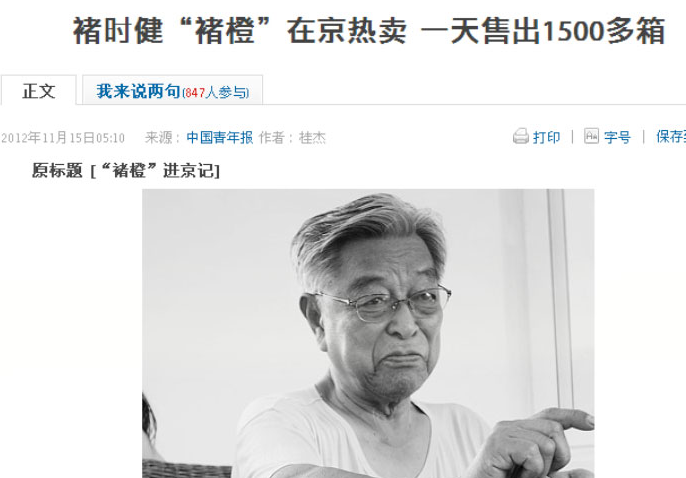 褚时健“褚橙”在京热卖 一天售出1500多箱
正文 我来说两句(847人参与)
2012年11月15日05:10 来源：中国青年报 作者：桂杰 打印 | 字号 | 保存
原标题 [“褚橙”进京记]